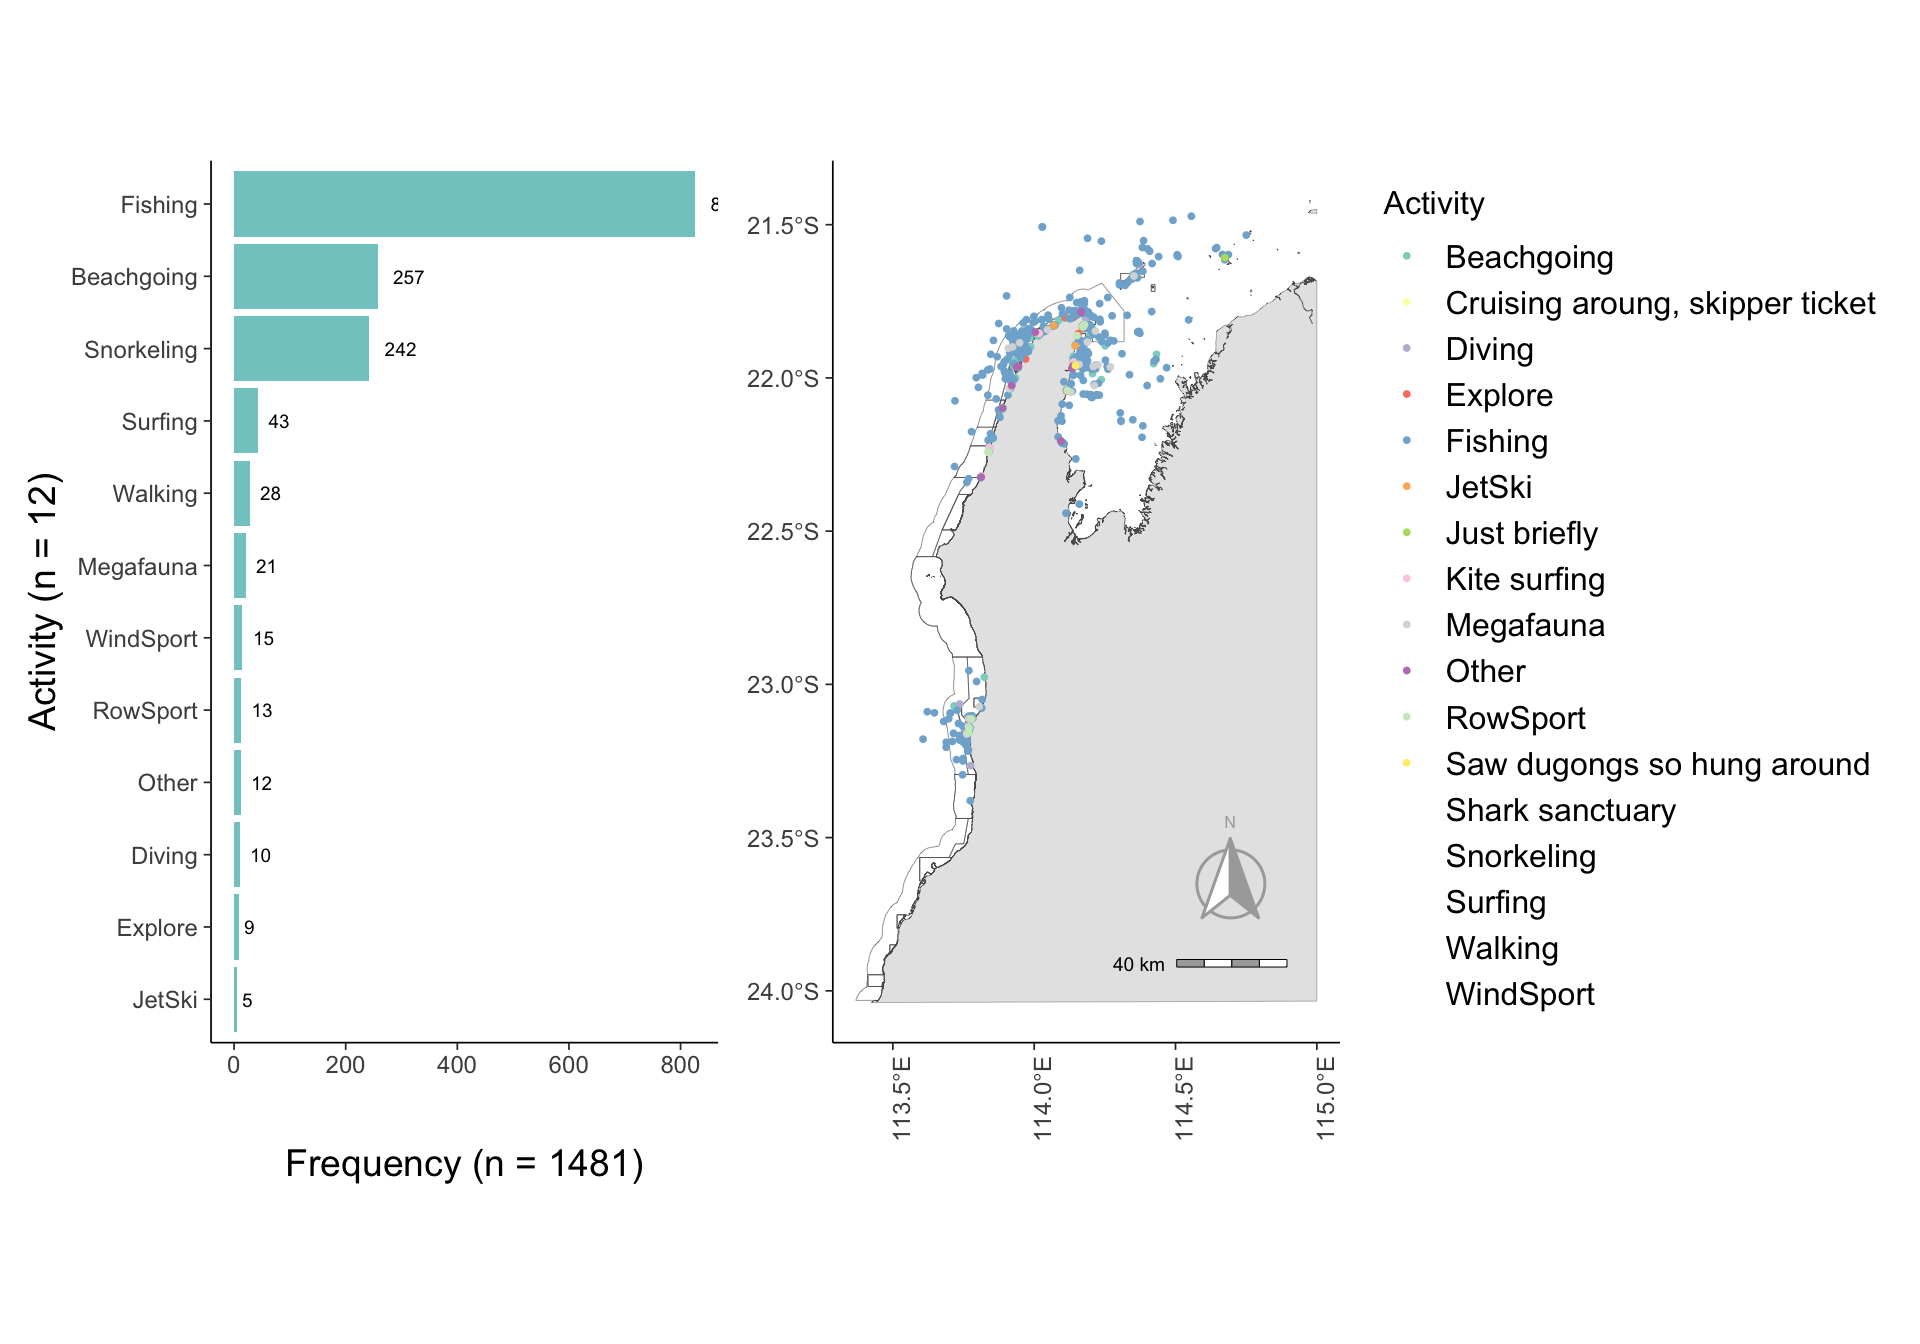 Activity (n = 12)
Fishing
8
Beachgoing
257
Snorkeling
242
Surfing
43
Walking
28
Megafauna
21
WindSport
15
RowSport
13
Other
12
Diving
10
Explore
9
JetSki
5
0 200 400 600 800
Frequency (n = 1481)
21.5°S
22.0°S
22.5°S
23.0°S
23.5°S
24.0°S
N
40 km
113.5°E
114.0°E
114.5°E
115.0°E
Activity
Beachgoing
Cruising aroung, skipper ticket
Diving
Explore
Fishing
JetSki
Just briefly
Kite surfing
Megafauna
Other
RowSport
Saw dugongs so hung around
Shark sanctuary
Snorkeling
Surfing
Walking
WindSport